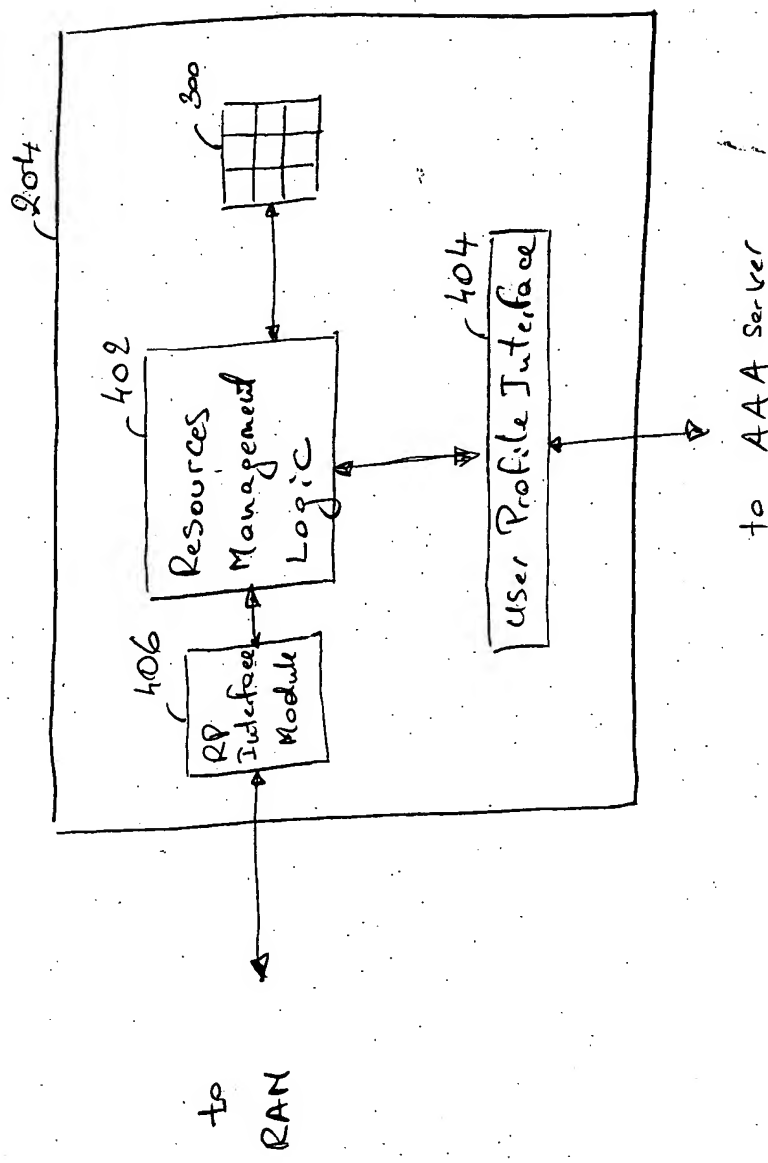 204
300
402
Resources
Management
Logic
406
RP
Interface
Module
404
User Profile Interface
to
RAN
to AAA server